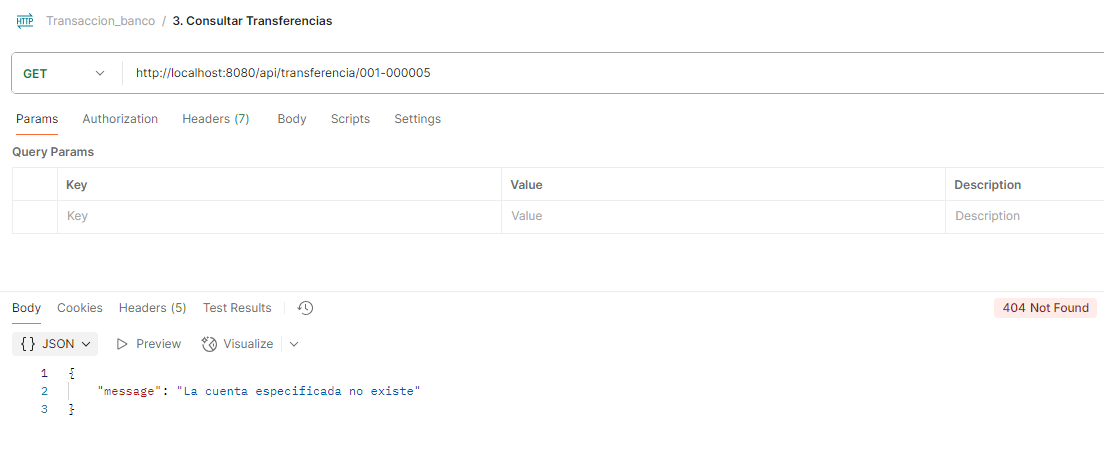 HTTP Transaccion_banco / 3. Consultar Transferencias
GET http://localhost:8080/api/transferencia/001-000005
Params Authorization Headers (7) Body Scripts Settings
Query Params
Key Value Description
Key Value Description
Body Cookies Headers (5) Test Results 404 Not Found
{} JSON Preview Visualize
1 {
2 "message": "La cuenta especificada no existe"
3 }